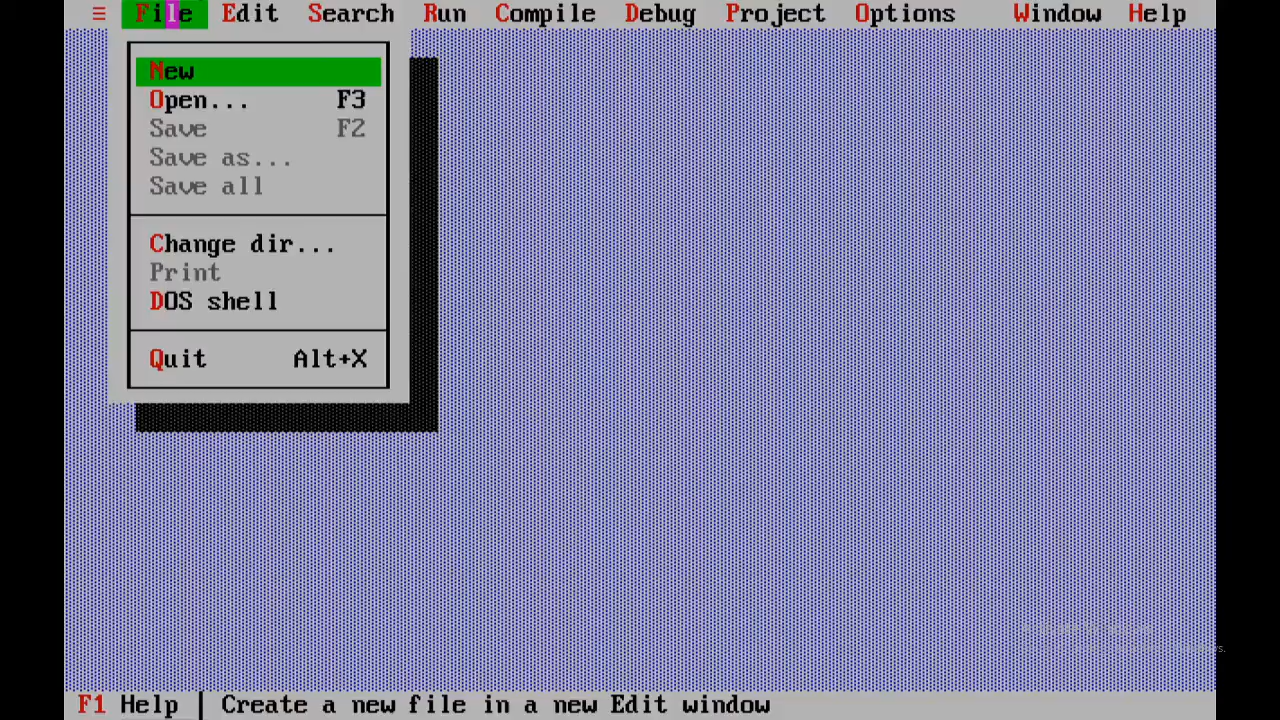 ≡ File Edit Search Run Compile Debug Project Options Window Help
New
Open... F3
Save F2
Save as...
Save all
Change dir...
Print
DOS shell
Quit Alt+X
F1 Help | Create a new file in a new Edit window